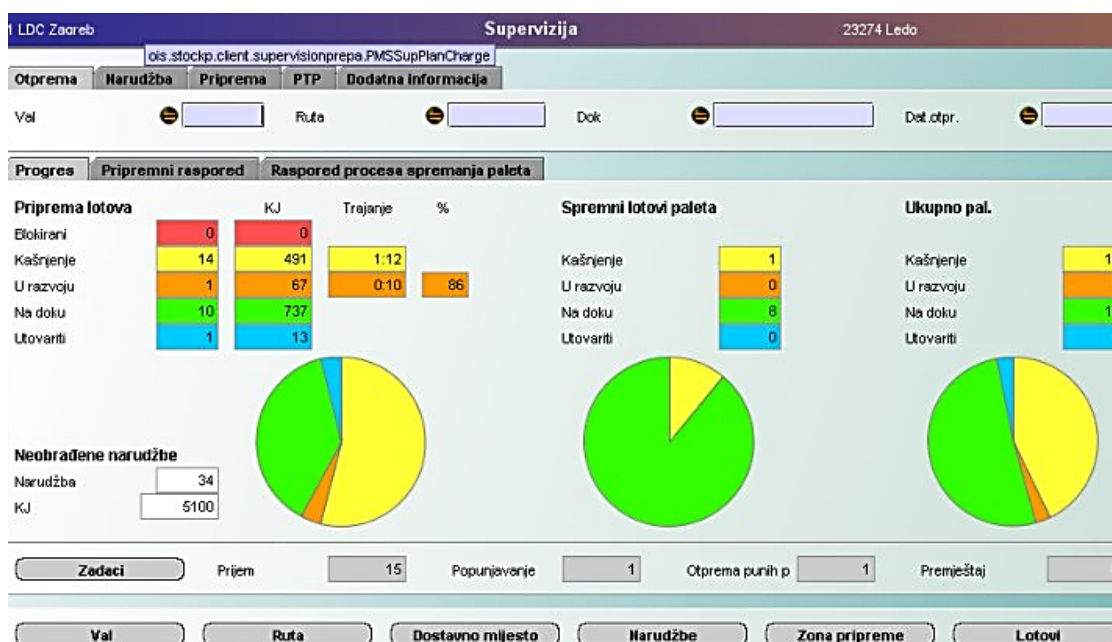 1 LDC Zagreb Supervizija 23274 Ledo
ois.stockp.client.supervisionprepa.PMSSupPlanCharge
Otprema Narudžba Priprema PTP Dodatna informacija
Val Ruta Dok Dat.otpr.
Progres Pripremni raspored Raspored procesa spremanja paleta
Priprema lotova KJ Trajanje % Spremni lotovi paleta Ukupno pal.
Blokirani 0 0
Kašnjenje 14 491 1:12 Kašnjenje 1 Kašnjenje 1
U razvoju 1 67 0:10 86 U razvoju 0 U razvoju
Na doku 10 737 Na doku 8 Na doku 1
Utovariti 1 13 Utovariti 0 Utovariti
Neobrađene narudžbe
Narudžba 34
KJ 5100
Zadaci Prijem 15 Popunjavanje 1 Otprema punih p 1 Premještaj
Val Ruta Dostavno mijesto Narudžbe Zona pripreme Lotovi